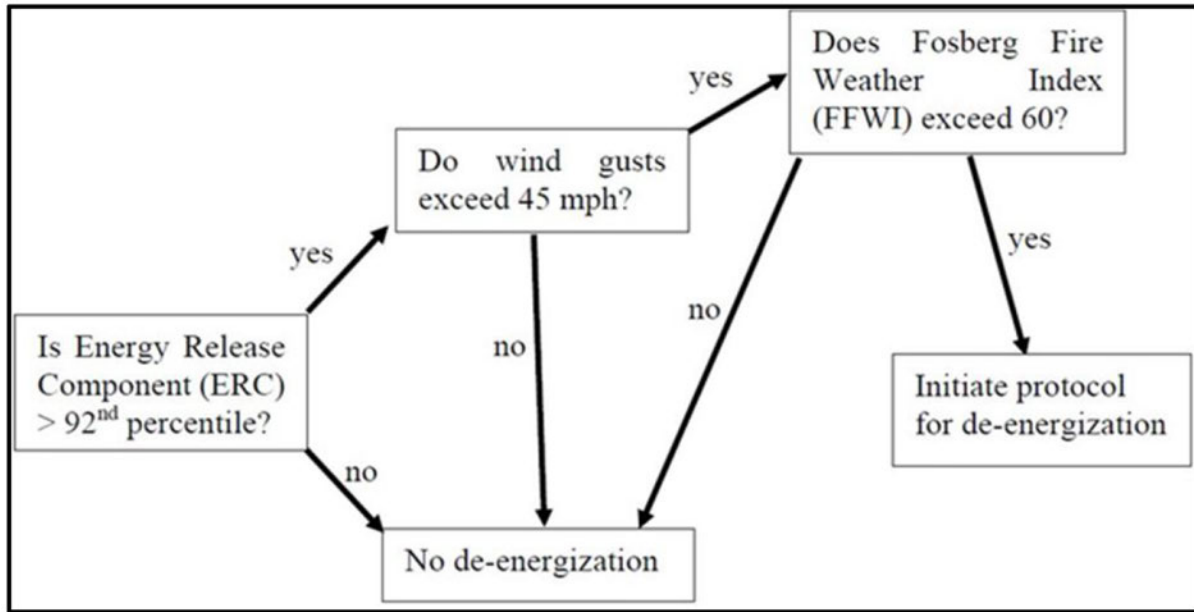 Is Energy Release
Component (ERC)
> 92nd percentile?
yes
no
Do wind gusts
exceed 45 mph?
yes
no
Does Fosberg Fire
Weather Index
(FFWI) exceed 60?
no
yes
Initiate protocol
for de-energization
No de-energization